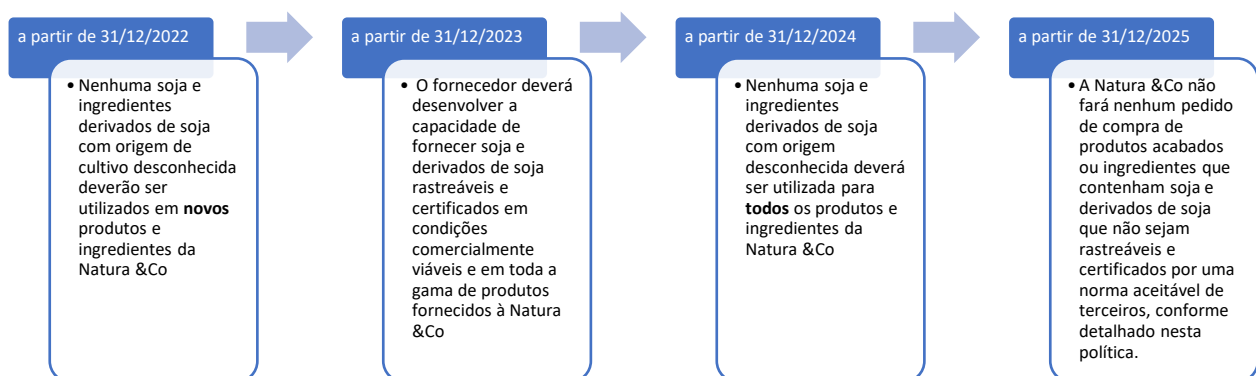 a partir de 31/12/2022
• Nenhuma soja e
ingredientes
derivados de soja
com origem de
cultivo desconhecida
deverão ser
utilizados em novos
produtos e
ingredientes da
Natura &Co
a partir de 31/12/2023
• O fornecedor deverá
desenvolver a
capacidade de
fornecer soja e
derivados de soja
rastreáveis e
certificados em
condições
comercialmente
viáveis e em toda a
gama de produtos
fornecidos à Natura
&Co
a partir de 31/12/2024
• Nenhuma soja e
ingredientes
derivados de soja
com origem
desconhecida deverá
ser utilizada para
todos os produtos e
ingredientes da
Natura &Co
a partir de 31/12/2025
• A Natura &Co não
fará nenhum pedido
de compra de
produtos acabados
ou ingredientes que
contenham soja e
derivados de soja
que não sejam
rastreáveis e
certificados por uma
norma aceitável de
terceiros, conforme
detalhado nesta
política.